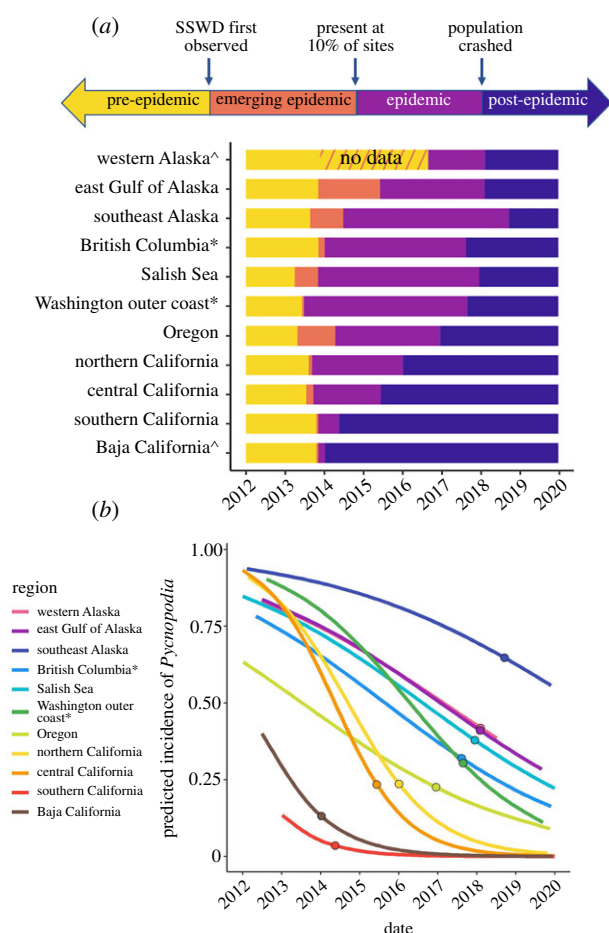 (a)
SSWD first
observed
present at
10% of sites
population
crashed
pre-epidemic
emerging epidemic
epidemic
post-epidemic
western Alaska^
no data
east Gulf of Alaska
southeast Alaska
British Columbia*
Salish Sea
Washington outer coast*
Oregon
northern California
central California
southern California
Baja California^
2012 2013 2014 2015 2016 2017 2018 2019 2020
(b)
region
western Alaska
east Gulf of Alaska
southeast Alaska
British Columbia*
Salish Sea
Washington outer
coast*
Oregon
northern California
central California
southern California
Baja California
predicted incidence of Pycnopodia
1.00
0.75
0.50
0.25
0
2012 2013 2014 2015 2016 2017 2018 2019 2020
date